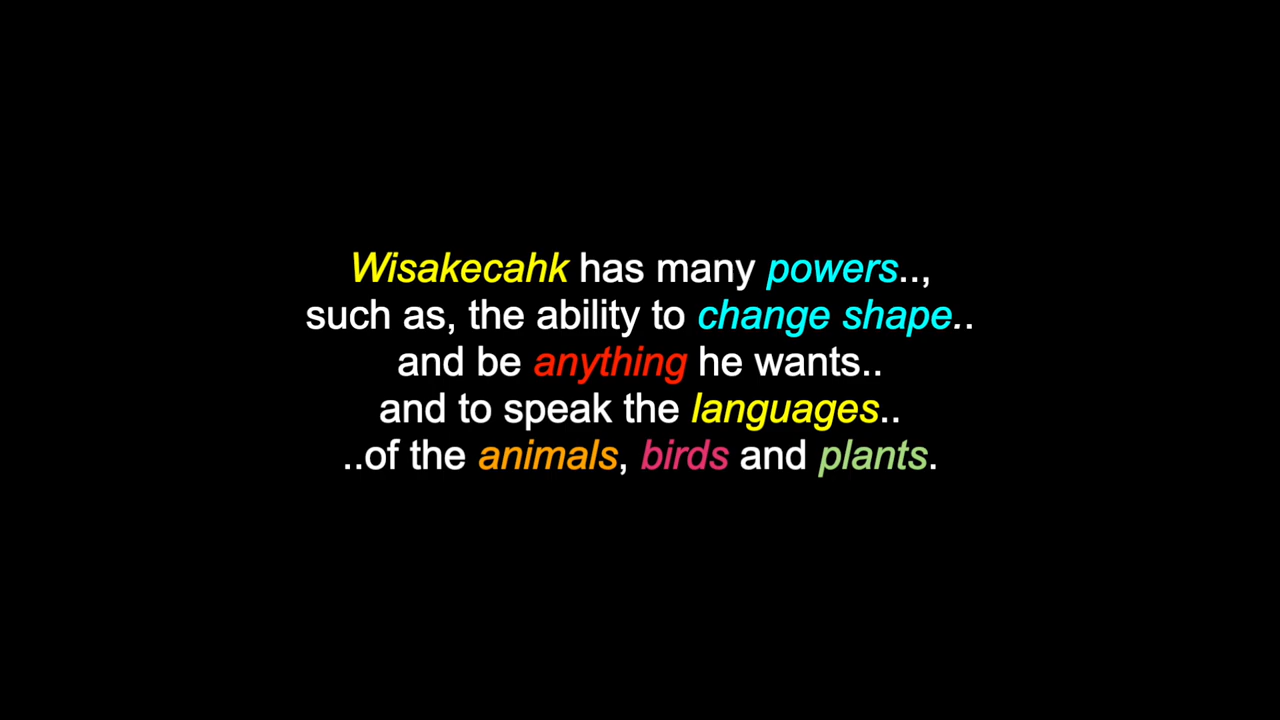 Wisakecahk has many powers..,
such as, the ability to change shape..
and be anything he wants..
and to speak the languages..
..of the animals, birds and plants.